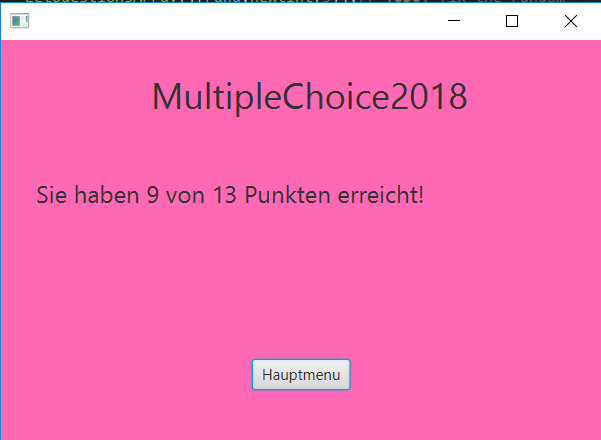 MultipleChoice2018
Sie haben 9 von 13 Punkten erreicht!
Hauptmenu